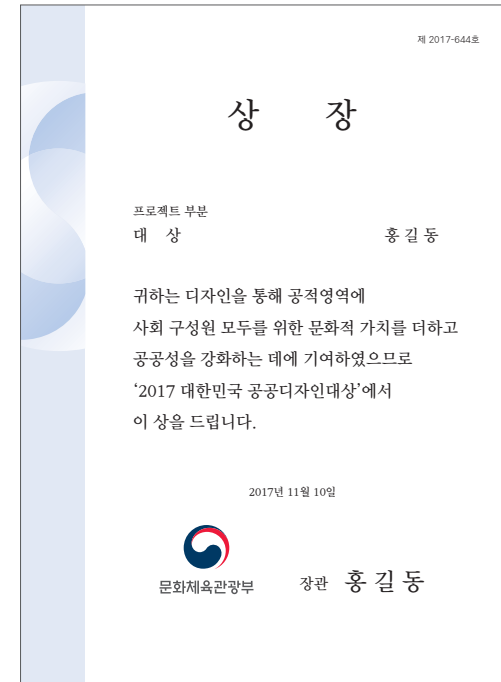 제 2017-644호
상 장
프로젝트 부분
대 상 홍 길 동
귀하는 디자인을 통해 공적영역에
사회 구성원 모두를 위한 문화적 가치를 더하고
공공성을 강화하는 데에 기여하였으므로
‘2017 대한민국 공공디자인대상’에서
이 상을 드립니다.
2017년 11월 10일
문화체육관광부 장관 홍 길 동